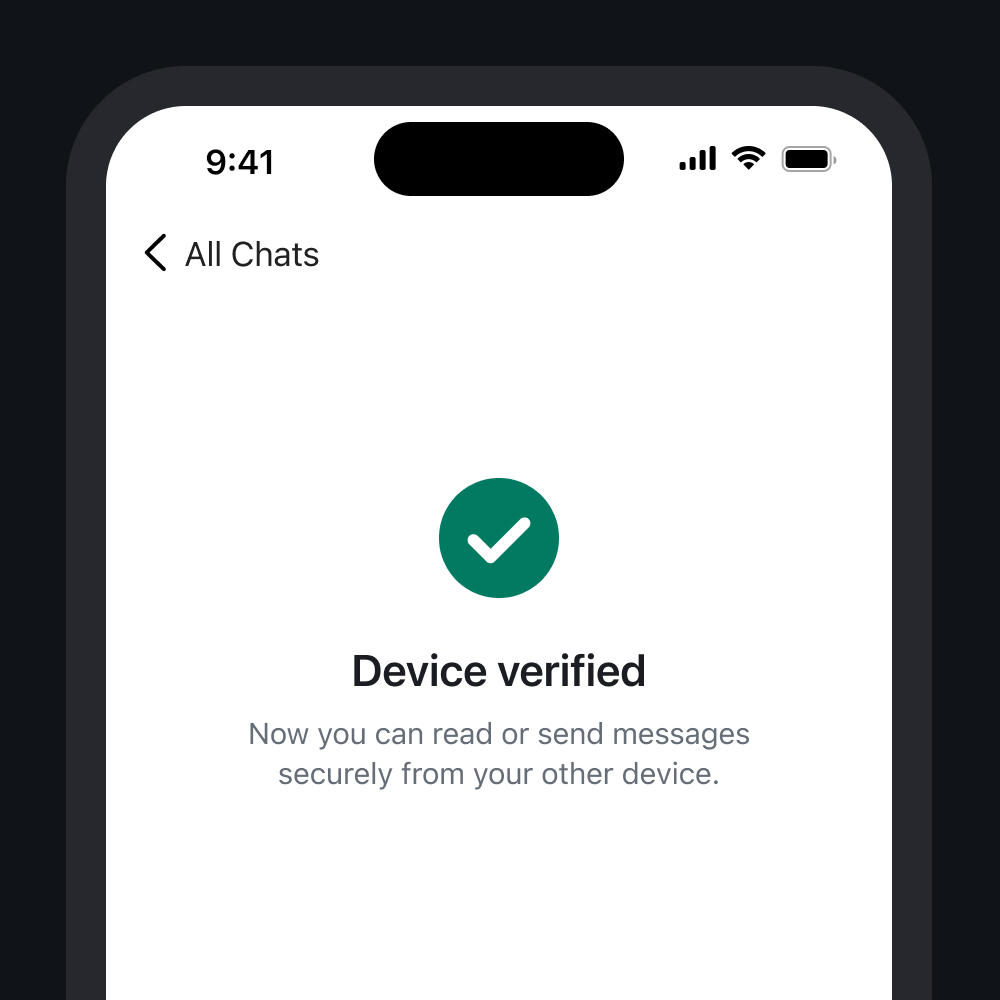 9:41
All Chats
Device verified
Now you can read or send messages
securely from your other device.